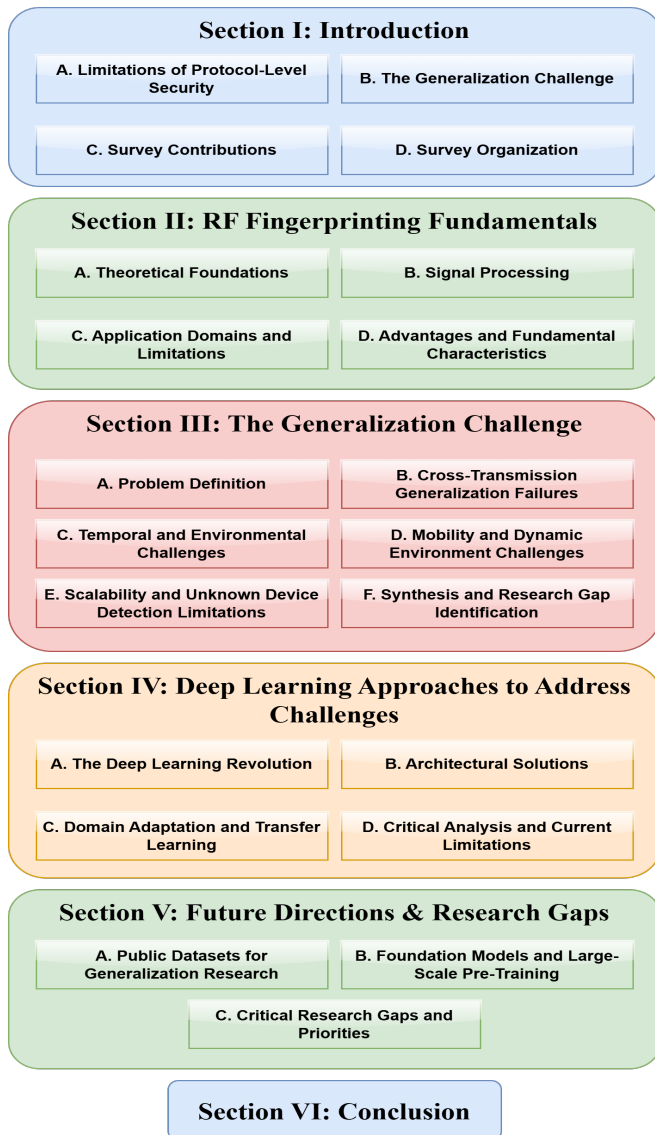 Section I: Introduction
A. Limitations of Protocol-Level
Security
B. The Generalization Challenge
C. Survey Contributions
D. Survey Organization
Section II: RF Fingerprinting Fundamentals
A. Theoretical Foundations
B. Signal Processing
C. Application Domains and
Limitations
D. Advantages and Fundamental
Characteristics
Section III: The Generalization Challenge
A. Problem Definition
B. Cross-Transmission
Generalization Failures
C. Temporal and Environmental
Challenges
D. Mobility and Dynamic
Environment Challenges
E. Scalability and Unknown Device
Detection Limitations
F. Synthesis and Research Gap
Identification
Section IV: Deep Learning Approaches to Address
Challenges
A. The Deep Learning Revolution
B. Architectural Solutions
C. Domain Adaptation and Transfer
Learning
D. Critical Analysis and Current
Limitations
Section V: Future Directions & Research Gaps
A. Public Datasets for
Generalization Research
B. Foundation Models and Large-
Scale Pre-Training
C. Critical Research Gaps and
Priorities
Section VI: Conclusion